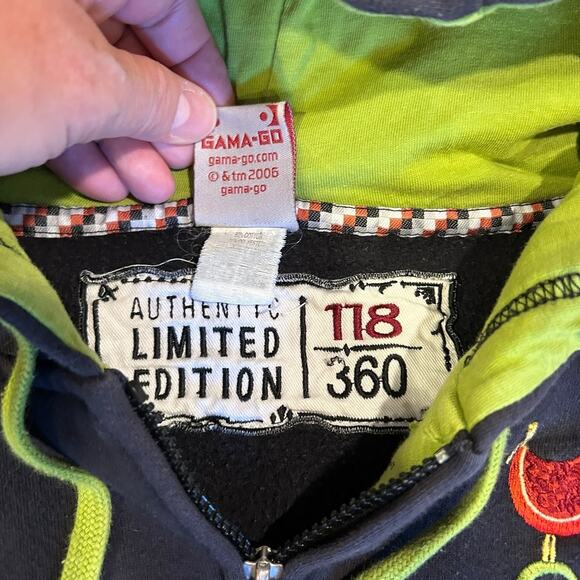 GAMA-GO
gama-go.com
© & tm 2006
gama-go
AUTHENTIC
LIMITED
EDITION
118
360